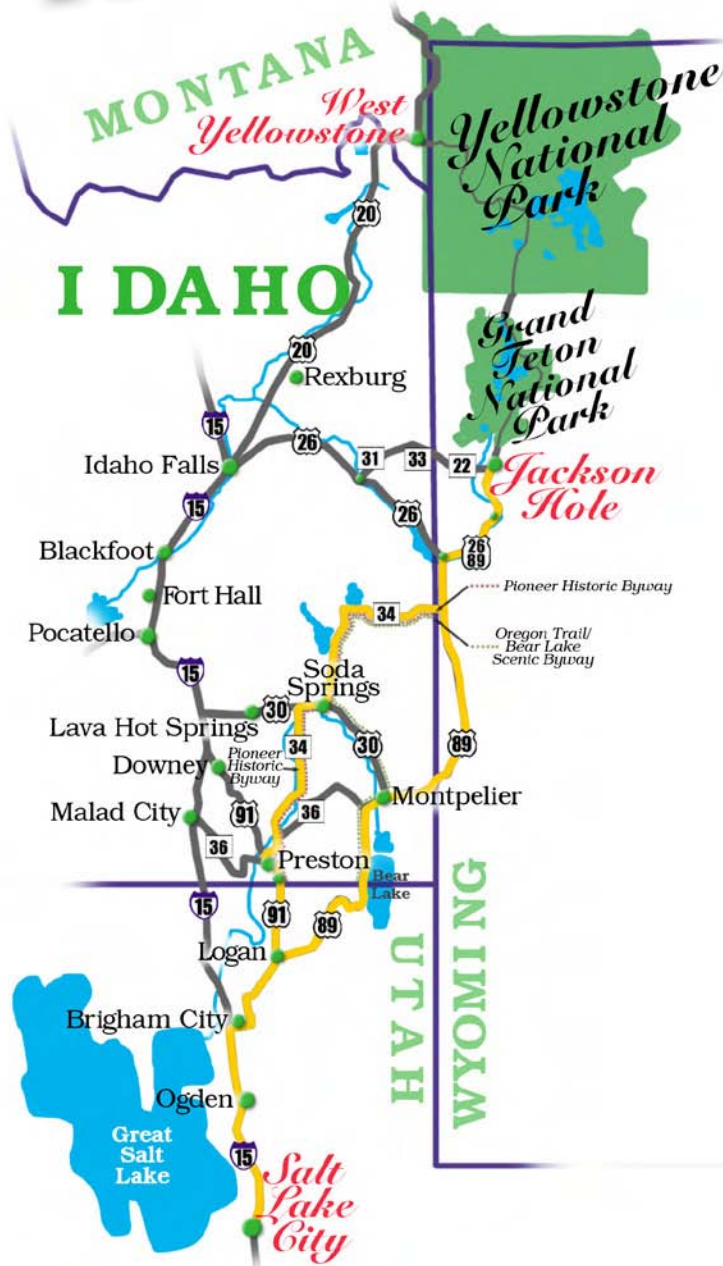 MONTANA
West
Yellowstone
Yellowstone
National
Park
20
IDAHO
Grand
Teton
National
Park
20
Rexburg
15
26
31
33
22
Idaho Falls
Jackson
Hole
15
26
26
89
Blackfoot
Fort Hall
Pioneer Historic Byway
34
Pocatello
Oregon Trail/
Bear Lake
Scenic Byway
15
Soda
Springs
30
Lava Hot Springs
34
30
89
Pioneer
Historic
Byway
Downey
Montpelier
Malad City
91
36
36
Preston
Bear
Lake
15
91
89
WYOMING
UTAH
Logan
Brigham City
Ogden
Great
Salt
Lake
15
Salt
Lake
City